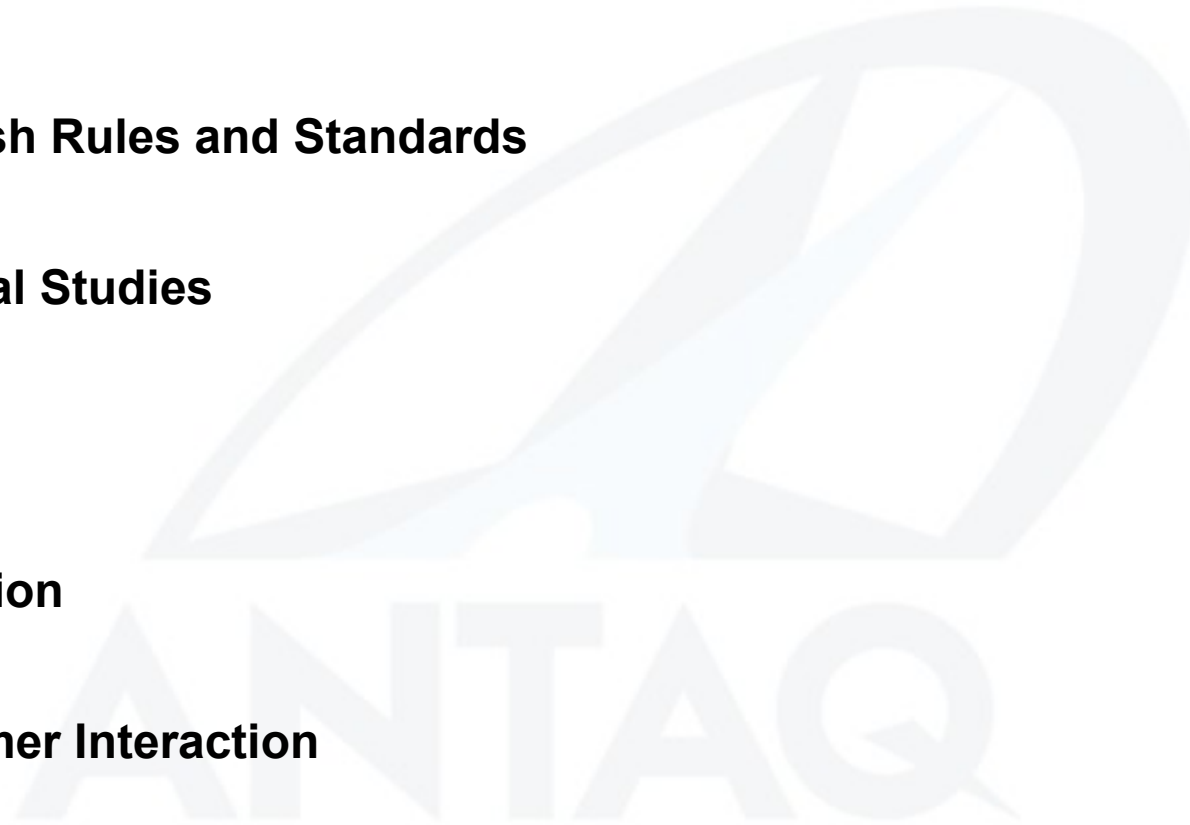 sh Rules and Standards
al Studies
ion
ner Interaction
ANTAQ